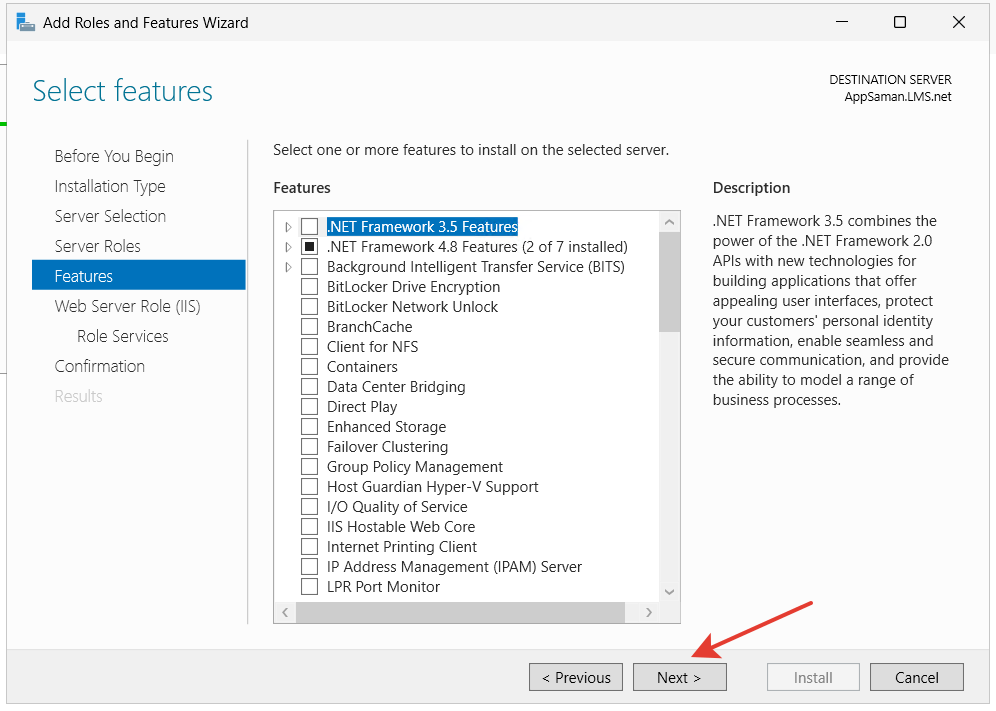 Add Roles and Features Wizard
Select features
DESTINATION SERVER
AppSaman.LMS.net
Before You Begin
Installation Type
Server Selection
Server Roles
Features
Web Server Role (IIS)
Role Services
Confirmation
Results
Select one or more features to install on the selected server.
Features
.NET Framework 3.5 Features
.NET Framework 4.8 Features (2 of 7 installed)
Background Intelligent Transfer Service (BITS)
BitLocker Drive Encryption
BitLocker Network Unlock
BranchCache
Client for NFS
Containers
Data Center Bridging
Direct Play
Enhanced Storage
Failover Clustering
Group Policy Management
Host Guardian Hyper-V Support
I/O Quality of Service
IIS Hostable Web Core
Internet Printing Client
IP Address Management (IPAM) Server
LPR Port Monitor
Description
.NET Framework 3.5 combines the
power of the .NET Framework 2.0
APIs with new technologies for
building applications that offer
appealing user interfaces, protect
your customers' personal identity
information, enable seamless and
secure communication, and provide
the ability to model a range of
business processes.
< Previous
Next >
Install
Cancel